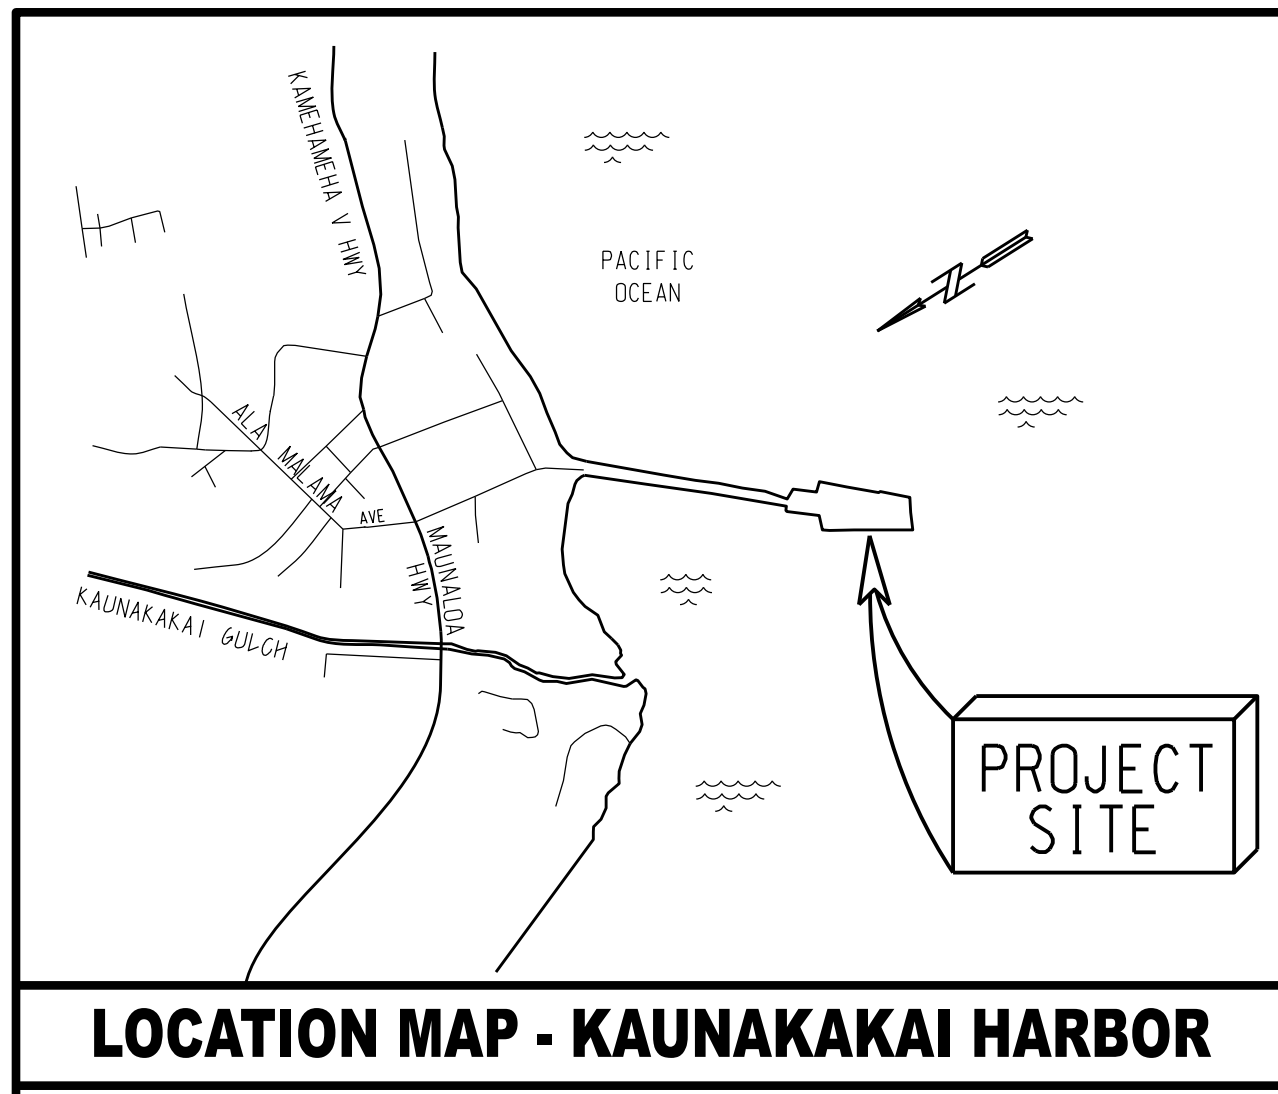 KAMEHAMEHA V HWY
PACIFIC
OCEAN
N
ALA MALAMA AVE
MAUNALOA
HWY
KAUNAKAKAI GULCH
PROJECT
SITE
LOCATION MAP - KAUNAKAKAI HARBOR